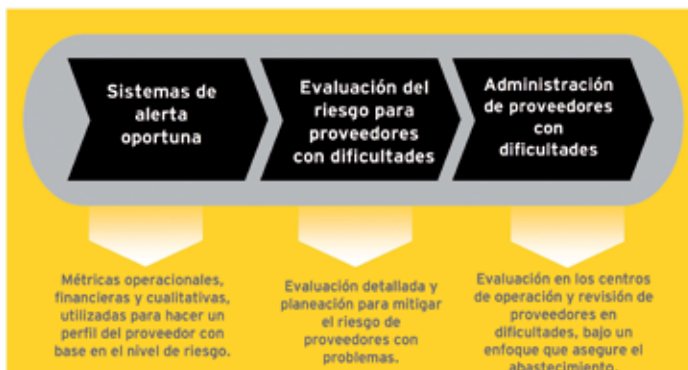 Sistemas de
alerta
oportuna
Evaluación del
riesgo para
proveedores
con dificultades
Administración
de proveedores
con
dificultades
Métricas operacionales,
financieras y cualitativas,
utilizadas para hacer un
perfil del proveedor con
base en el nivel de riesgo.
Evaluación detallada y
planeación para mitigar
el riesgo de
proveedores con
problemas.
Evaluación en los centros
de operación y revisión de
proveedores en
dificultades, bajo un
enfoque que asegure el
abastecimiento.